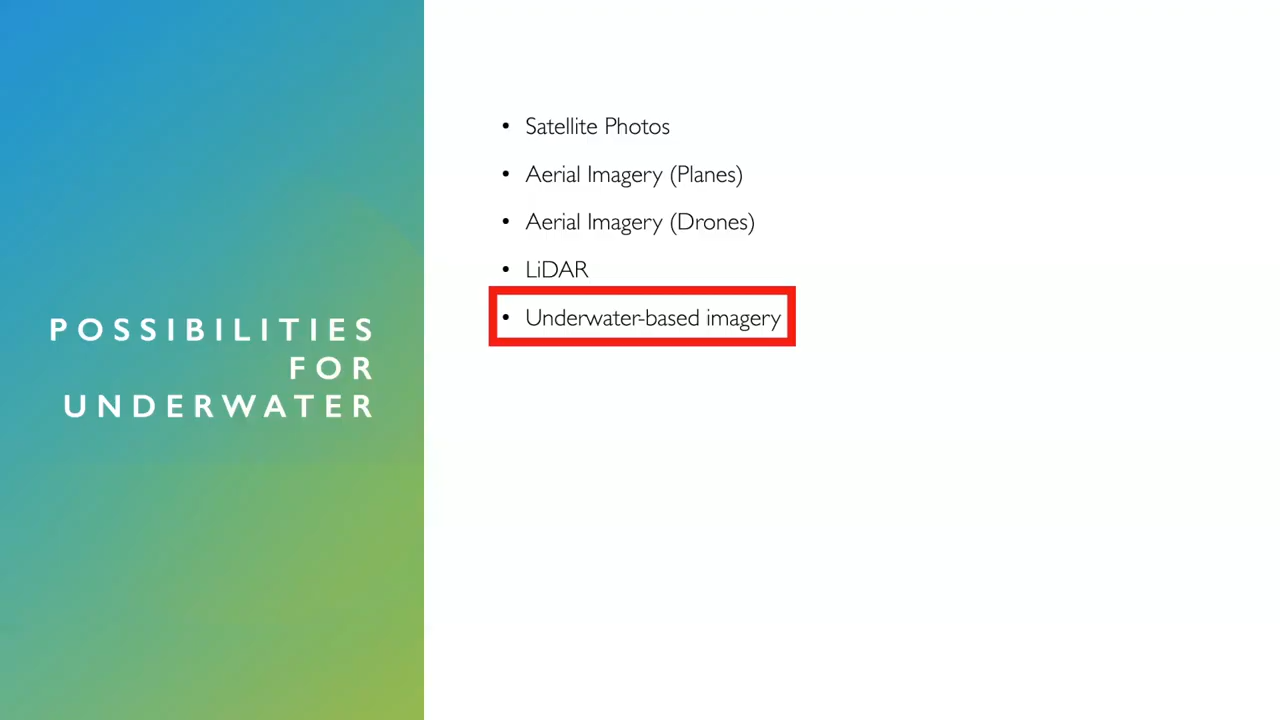 POSSIBILITIES
FOR
UNDERWATER
• Satellite Photos
• Aerial Imagery (Planes)
• Aerial Imagery (Drones)
• LiDAR
• Underwater-based imagery